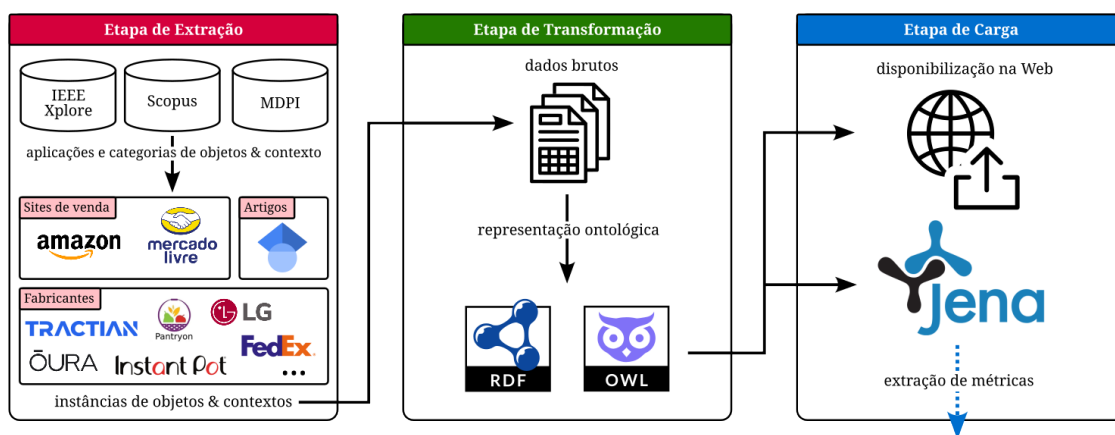 Etapa de Extração
IEEE
Xplore
Scopus
MDPI
aplicações e categorias de objetos & contexto
Sites de venda
amazon
mercado
livre
Artigos
Fabricantes
TRACTIAN
Pantryon
LG
ŌURA
Instant Pot
FedEx.
...
instâncias de objetos & contextos
Etapa de Transformação
dados brutos
representação ontológica
RDF
OWL
Etapa de Carga
disponibilização na Web
jena
extração de métricas